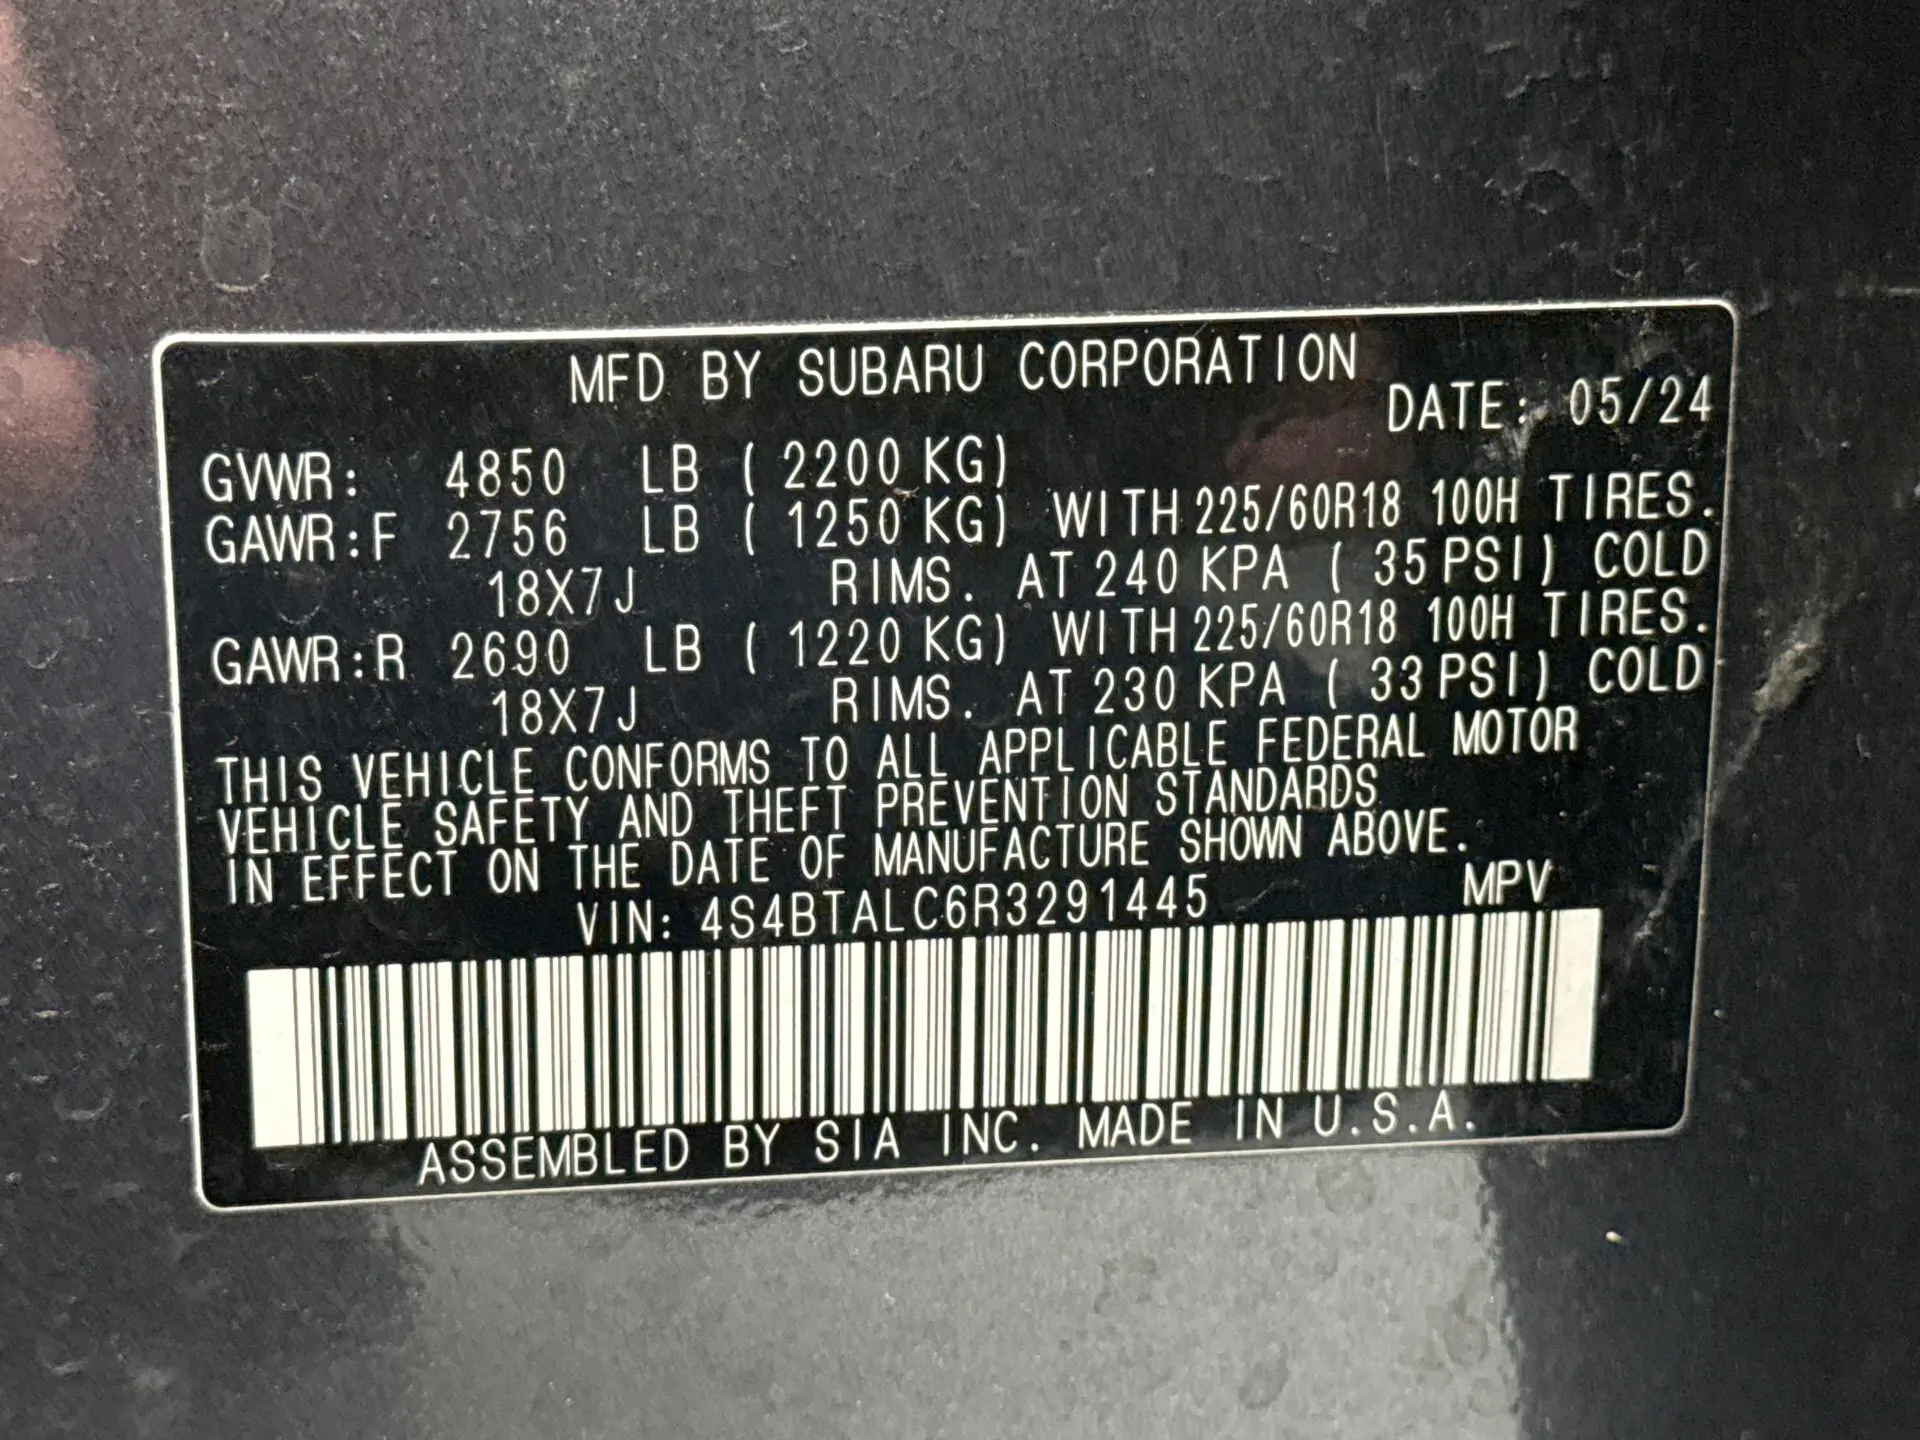 MFD BY SUBARU CORPORATION
DATE: 05/24
GVWR: 4850 LB ( 2200 KG)
GAWR:F 2756 LB ( 1250 KG) WITH 225/60R18 100H TIRES.
18X7J RIMS. AT 240 KPA ( 35 PSI) COLD
GAWR:R 2690 LB ( 1220 KG) WITH 225/60R18 100H TIRES.
18X7J RIMS. AT 230 KPA ( 33 PSI) COLD
THIS VEHICLE CONFORMS TO ALL APPLICABLE FEDERAL MOTOR
VEHICLE SAFETY AND THEFT PREVENTION STANDARDS
IN EFFECT ON THE DATE OF MANUFACTURE SHOWN ABOVE.
VIN: 4S4BTALC6R3291445 MPV
ASSEMBLED BY SIA INC. MADE IN U.S.A.